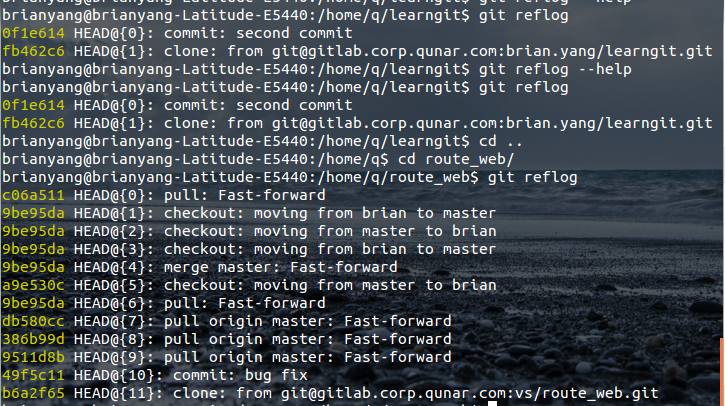 brianyang@brianyang-Latitude-E5440:/home/q/learngit$ git reflog --help
brianyang@brianyang-Latitude-E5440:/home/q/learngit$ git reflog
0f1e614 HEAD@{0}: commit: second commit
fb462c6 HEAD@{1}: clone: from git@gitlab.corp.qunar.com:brian.yang/learngit.git
brianyang@brianyang-Latitude-E5440:/home/q/learngit$ git reflog --help
brianyang@brianyang-Latitude-E5440:/home/q/learngit$ git reflog
0f1e614 HEAD@{0}: commit: second commit
fb462c6 HEAD@{1}: clone: from git@gitlab.corp.qunar.com:brian.yang/learngit.git
brianyang@brianyang-Latitude-E5440:/home/q/learngit$ cd ..
brianyang@brianyang-Latitude-E5440:/home/q$ cd route_web/
brianyang@brianyang-Latitude-E5440:/home/q/route_web$ git reflog
c06a511 HEAD@{0}: pull: Fast-forward
9be95da HEAD@{1}: checkout: moving from brian to master
9be95da HEAD@{2}: checkout: moving from master to brian
9be95da HEAD@{3}: checkout: moving from brian to master
9be95da HEAD@{4}: merge master: Fast-forward
a9e530c HEAD@{5}: checkout: moving from master to brian
9be95da HEAD@{6}: pull: Fast-forward
db580cc HEAD@{7}: pull origin master: Fast-forward
386b99d HEAD@{8}: pull origin master: Fast-forward
9511d8b HEAD@{9}: pull origin master: Fast-forward
49f5c11 HEAD@{10}: commit: bug fix
b6a2f65 HEAD@{11}: clone: from git@gitlab.corp.qunar.com:vs/route_web.git